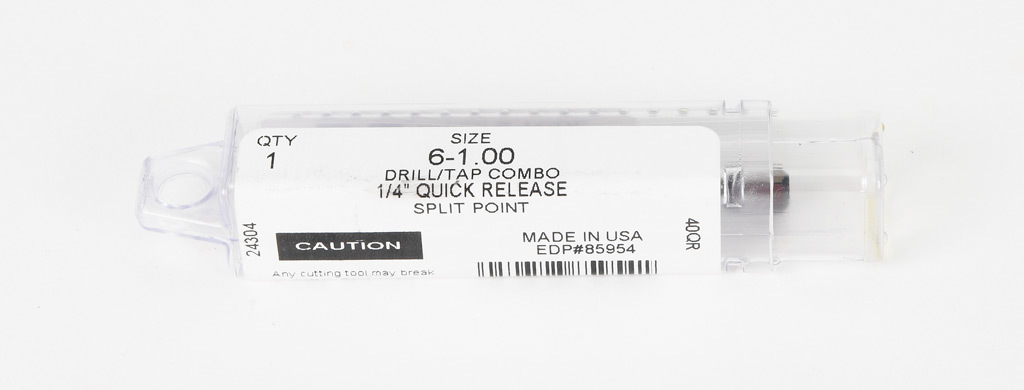 QTY
1
SIZE
6-1.00
DRILL/TAP COMBO
1/4" QUICK RELEASE
SPLIT POINT
24304
CAUTION
Any cutting tool may break
MADE IN USA
EDP#85954
40QR